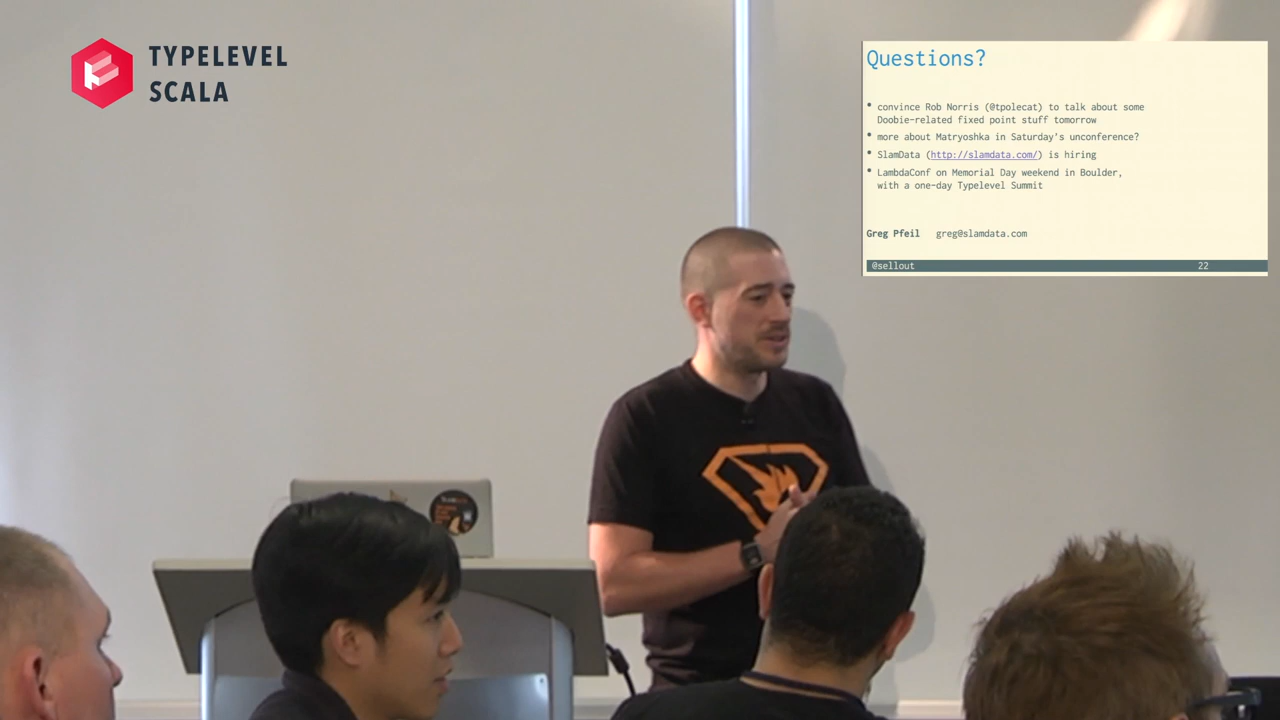 TYPELEVEL
SCALA
Questions?
• convince Rob Norris (@tpolecat) to talk about some
Doobie-related fixed point stuff tomorrow
• more about Matryoshka in Saturday's unconference?
• SlamData (http://slamdata.com/) is hiring
• LambdaConf on Memorial Day weekend in Boulder,
with a one-day Typelevel Summit
Greg Pfeil greg@slamdata.com
@sellout 22